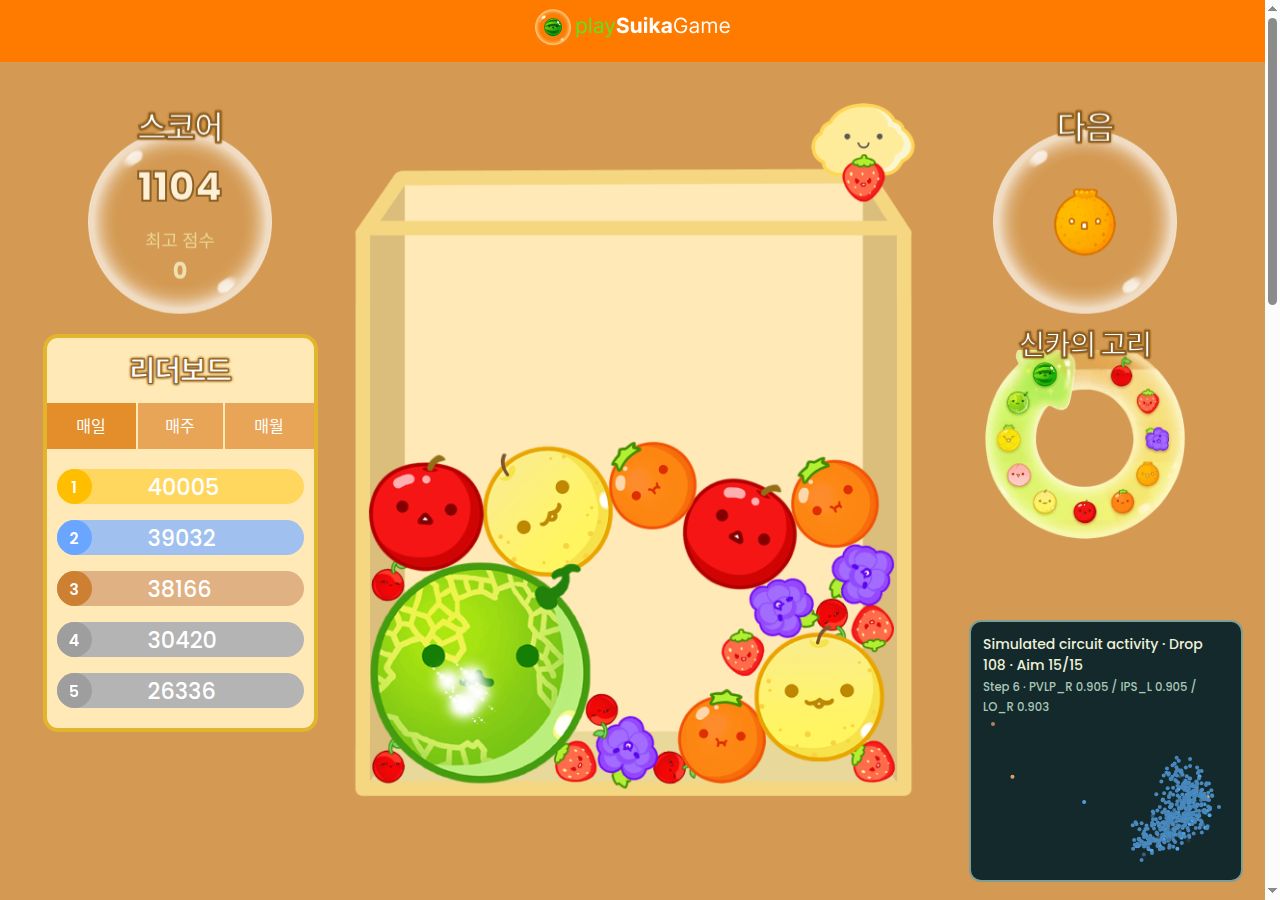 playSuikaGame
스코어
1104
최고 점수
0
리더보드
매일
매주
매월
1 40005
2 39032
3 38166
4 30420
5 26336
다음
신카의 고리
Simulated circuit activity · Drop
108 · Aim 15/15
Step 6 · PVLP_R 0.905 / IPS_L 0.905 /
LO_R 0.903